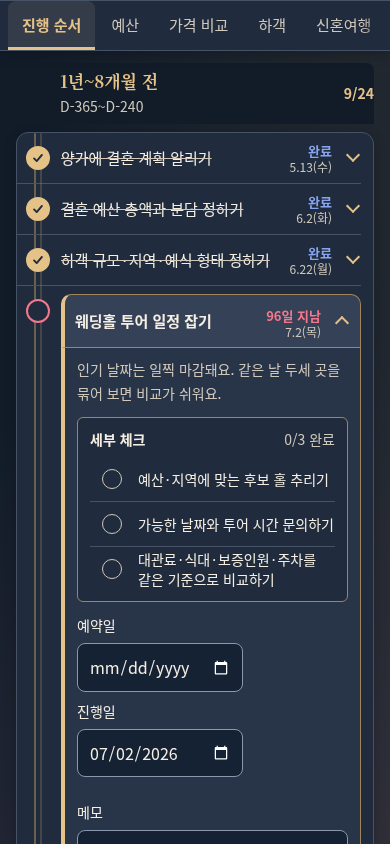 진행 순서 예산 가격 비교 하객 신혼여행
1년~8개월 전
D-365~D-240
9/24
양가에 결혼 계획 알리기
완료
5.13(수)
결혼 예산 총액과 분담 정하기
완료
6.2(화)
하객 규모·지역·예식 형태 정하기
완료
6.22(월)
웨딩홀 투어 일정 잡기
96일 지남
7.2(목)
인기 날짜는 일찍 마감돼요. 같은 날 두세 곳을
묶어 보면 비교가 쉬워요.
세부 체크 0/3 완료
예산·지역에 맞는 후보 홀 추리기
가능한 날짜와 투어 시간 문의하기
대관료·식대·보증인원·주차를
같은 기준으로 비교하기
예약일
mm/dd/yyyy
진행일
07/02/2026
메모